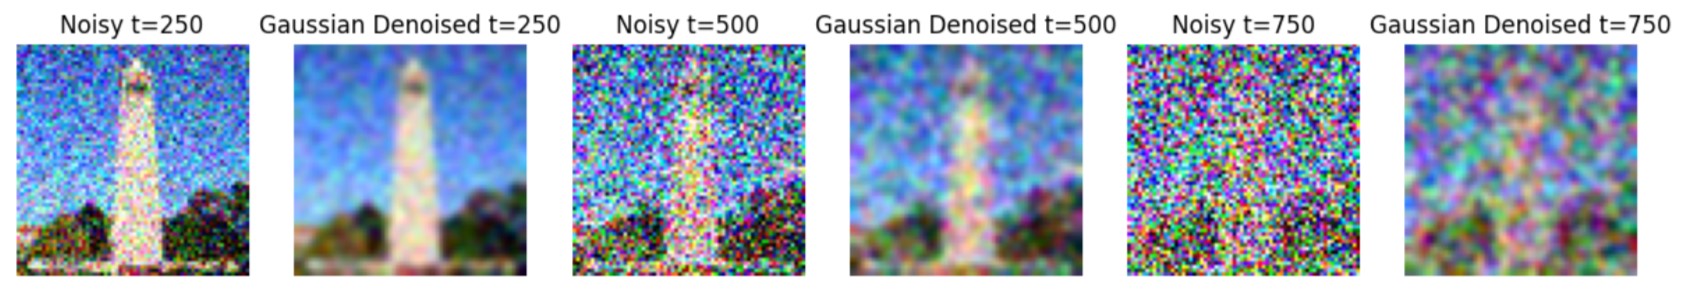 Noisy t=250
Gaussian Denoised t=250
Noisy t=500
Gaussian Denoised t=500
Noisy t=750
Gaussian Denoised t=750